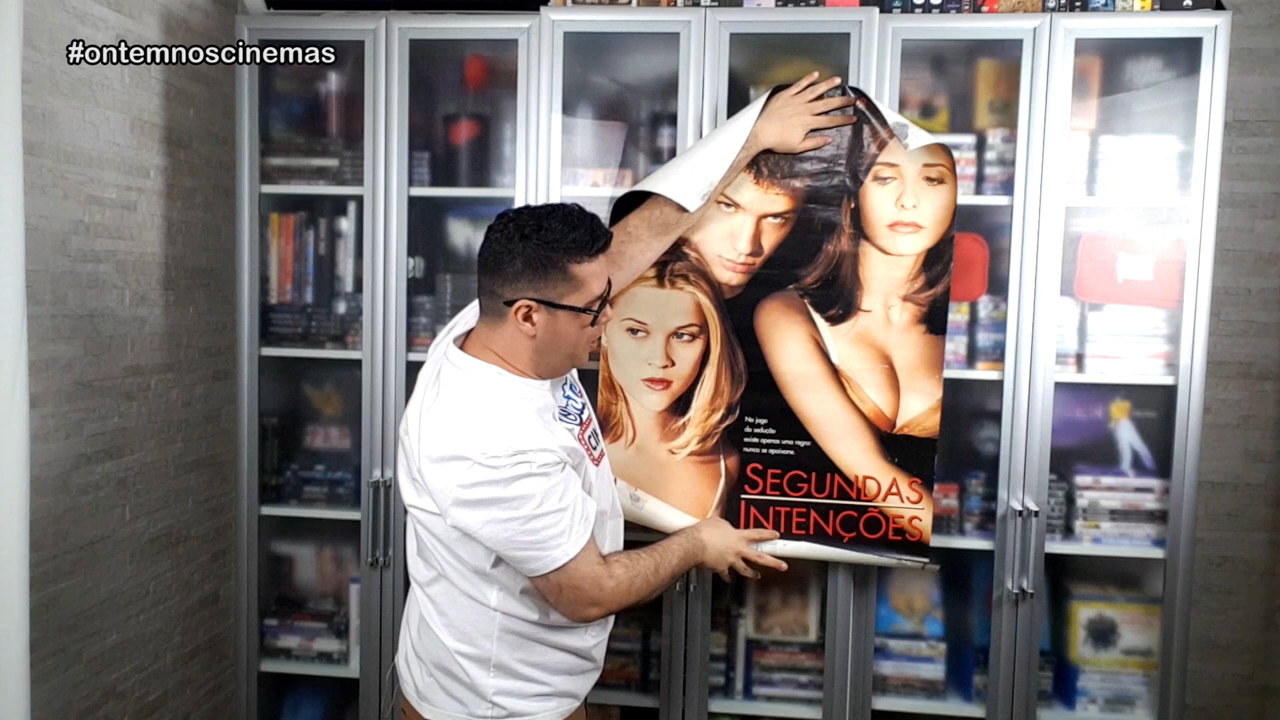 #ontemnoscinemas
No jogo
da sedução
existe apenas uma regra:
nunca se apaixone.
SEGUNDAS
INTENÇÕES